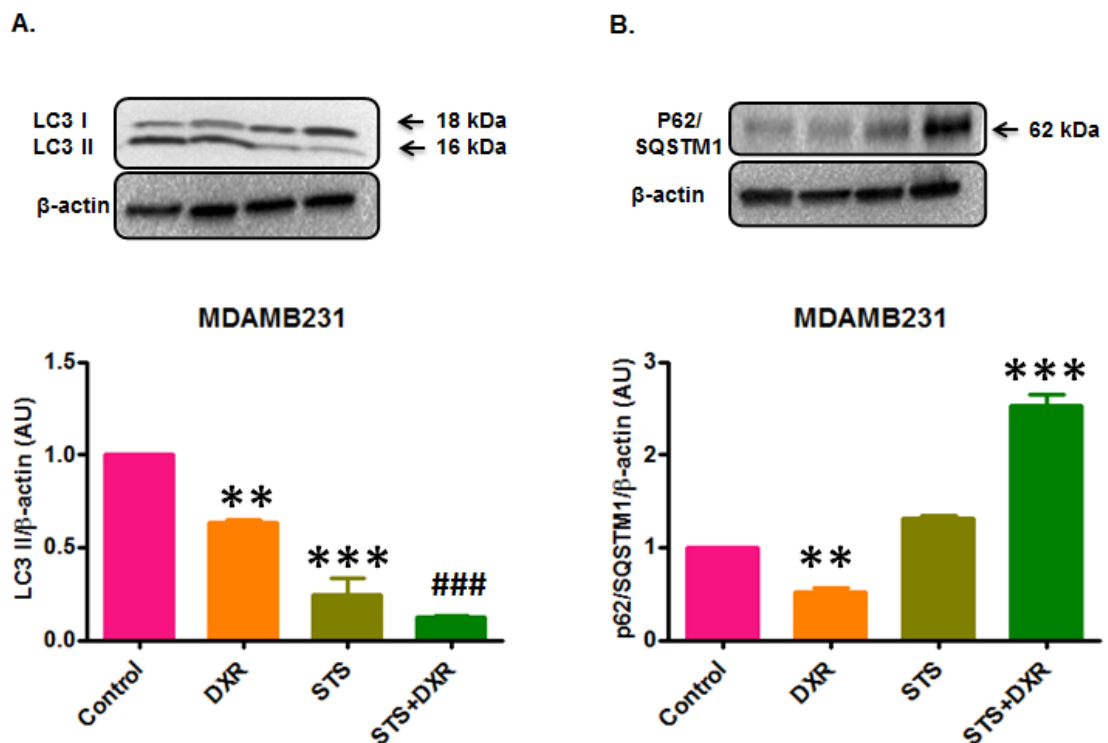 A.
LC3 I
LC3 II
← 18 kDa
← 16 kDa
β-actin
MDAMB231
LC3 II/β-actin (AU)
1.5
1.0
0.5
0.0
**
***
###
Control
DXR
STS
STS+DXR
B.
P62/
SQSTM1
← 62 kDa
β-actin
MDAMB231
p62/SQSTM1/β-actin (AU)
3
2
1
0
**
***
Control
DXR
STS
STS+DXR